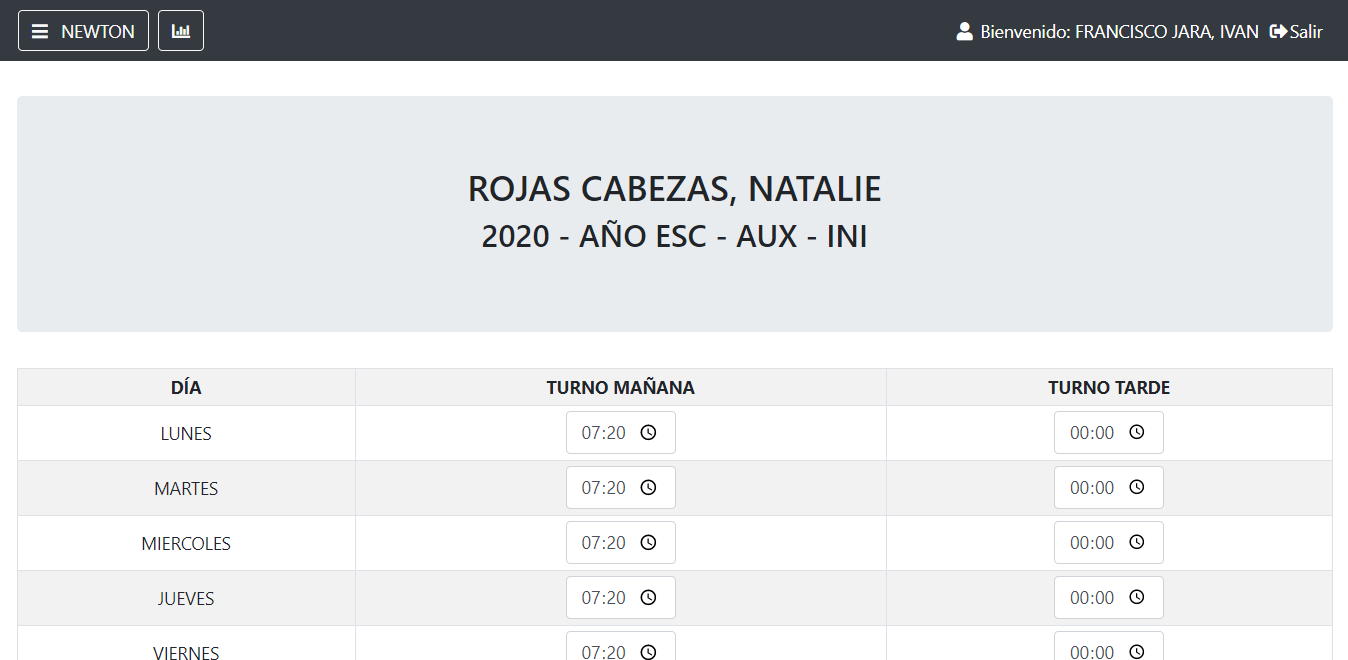 NEWTON Bienvenido: FRANCISCO JARA, IVAN Salir
ROJAS CABEZAS, NATALIE
2020 - AÑO ESC - AUX - INI
DÍA TURNO MAÑANA TURNO TARDE
LUNES 07:20 00:00
MARTES 07:20 00:00
MIERCOLES 07:20 00:00
JUEVES 07:20 00:00
VIERNES 07:20 00:00